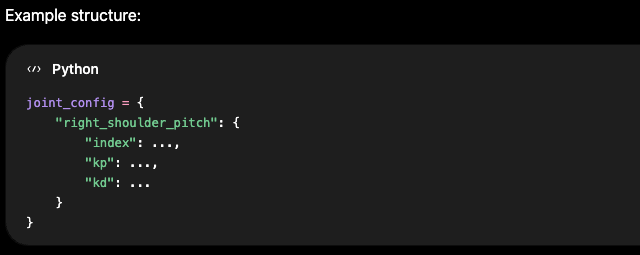 Example structure:
Python
joint_config = {
    "right_shoulder_pitch": {
        "index": ...,
        "kp": ...,
        "kd": ...
    }
}